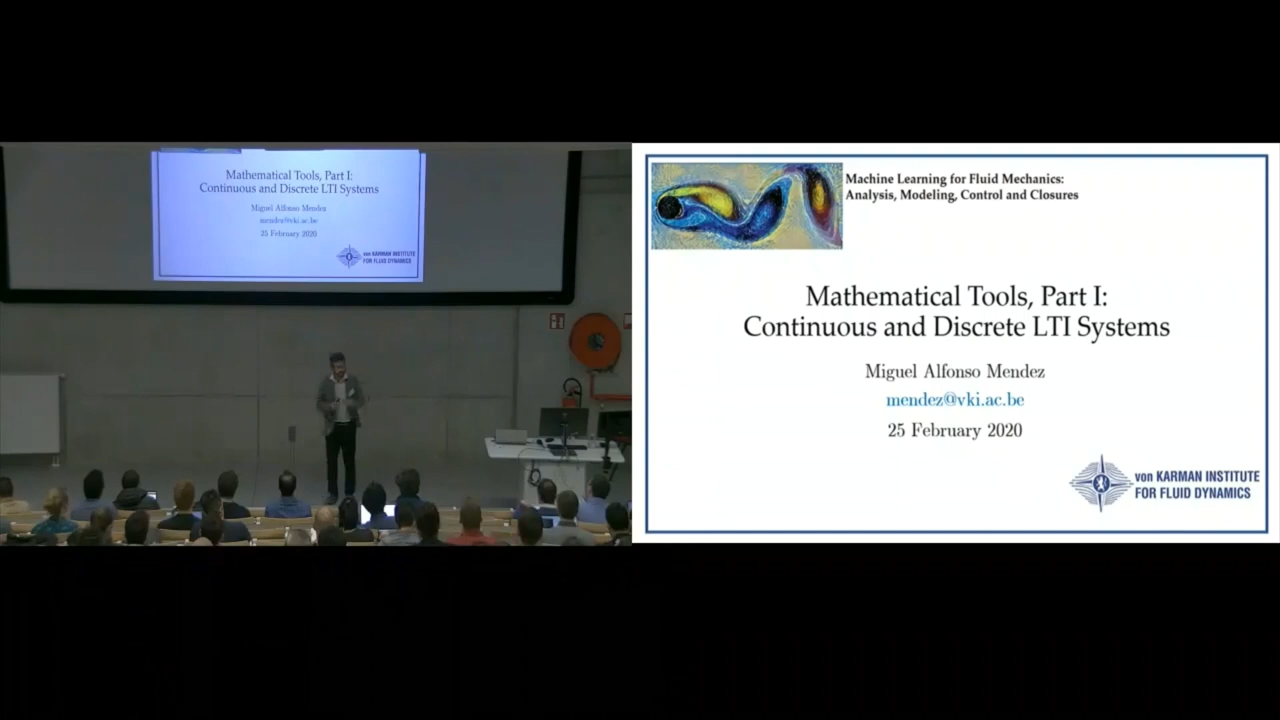 Mathematical Tools, Part I:
Continuous and Discrete LTI Systems
Miguel Alfonso Mendez
mendez@vki.ac.be
25 February 2020
von KARMAN INSTITUTE
FOR FLUID DYNAMICS
Machine Learning for Fluid Mechanics:
Analysis, Modeling, Control and Closures
Mathematical Tools, Part I:
Continuous and Discrete LTI Systems
Miguel Alfonso Mendez
mendez@vki.ac.be
25 February 2020
von KARMAN INSTITUTE
FOR FLUID DYNAMICS